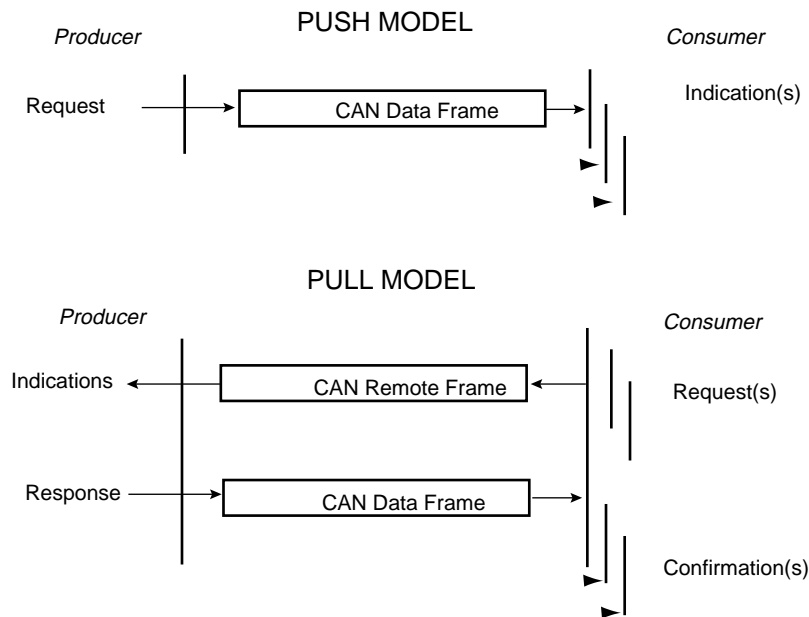 PUSH MODEL
Producer
Consumer
Request
CAN Data Frame
Indication(s)
PULL MODEL
Producer
Consumer
Indications
CAN Remote Frame
Request(s)
Response
CAN Data Frame
Confirmation(s)